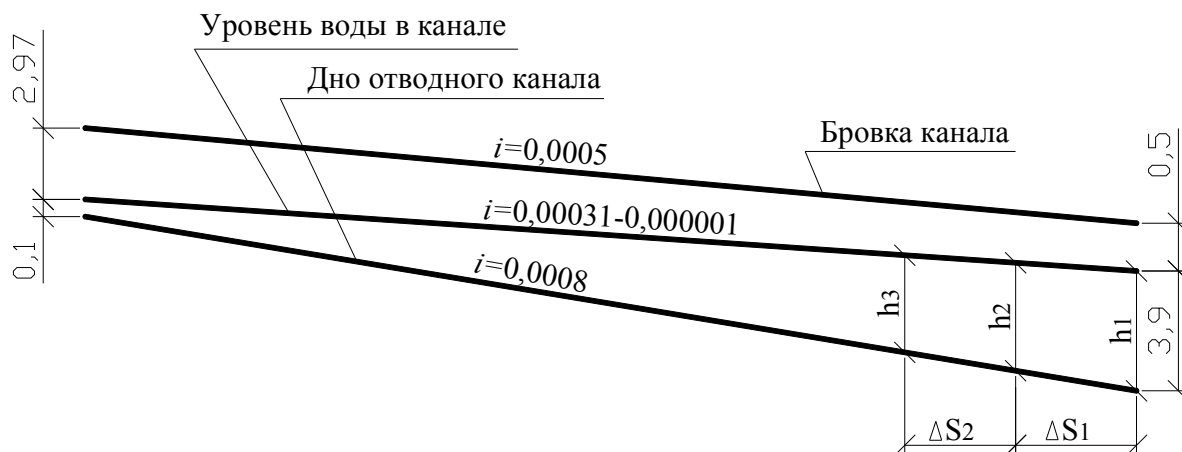 Уровень воды в канале
2,97
Дно отводного канала
Бровка канала
0,5
i=0,0005
i=0,00031-0,000001
0,1
i=0,0008
h3
h2
h1
3,9
ΔS2
ΔS1